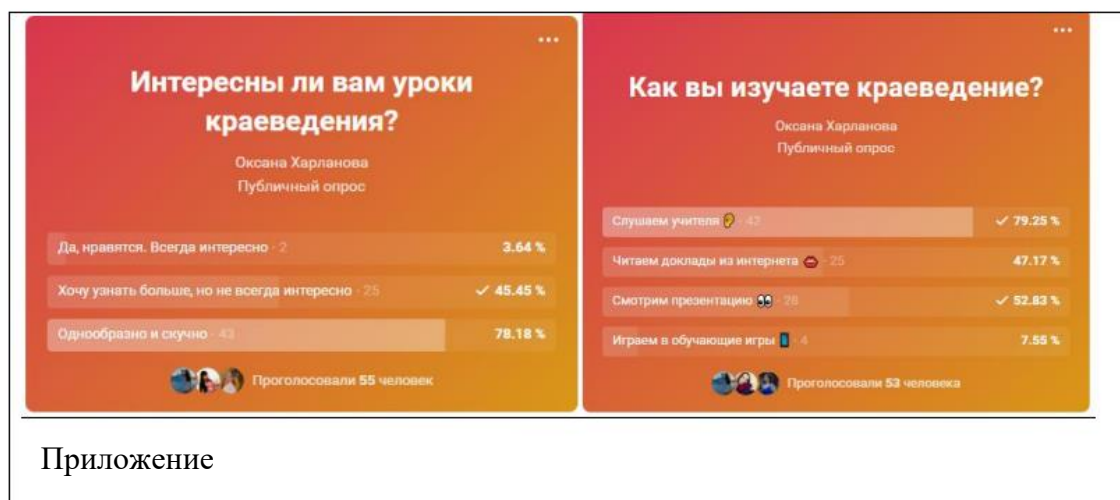 Интересны ли вам уроки
краеведения?
Оксана Харланова
Публичный опрос
Да, нравятся. Всегда интересно · 2
3.64 %
Хочу узнать больше, но не всегда интересно · 25
✓ 45.45 %
Однообразно и скучно · 43
78.18 %
Проголосовали 55 человек
Как вы изучаете краеведение?
Оксана Харланова
Публичный опрос
Слушаем учителя 👂 · 42
✓ 79.25 %
Читаем доклады из интернета 👄 · 25
47.17 %
Смотрим презентацию 👀 · 28
✓ 52.83 %
Играем в обучающие игры 📱 · 4
7.55 %
Проголосовали 53 человека
Приложение